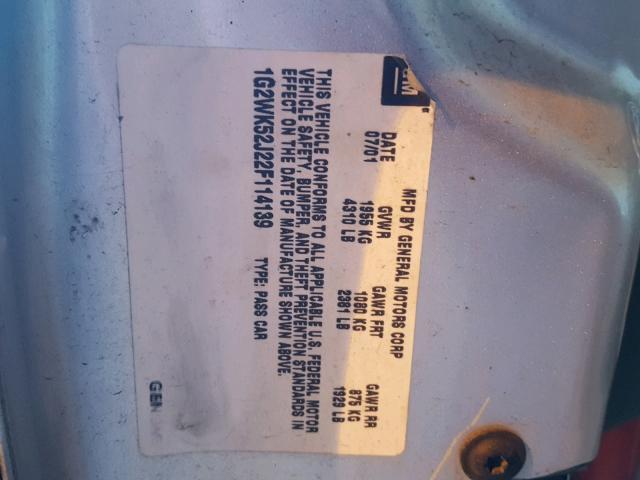 GM
MFD BY GENERAL MOTORS CORP
DATE GVWR GAWR FRT GAWR RR
07/01 1955 KG 1080 KG 875 KG
4310 LB 2381 LB 1929 LB
THIS VEHICLE CONFORMS TO ALL APPLICABLE U.S. FEDERAL MOTOR
VEHICLE SAFETY, BUMPER, AND THEFT PREVENTION STANDARDS IN
EFFECT ON THE DATE OF MANUFACTURE SHOWN ABOVE.
1G2WK52J22F114139 TYPE: PASS CAR